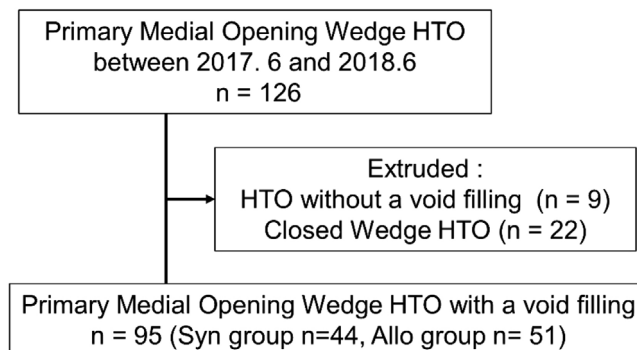 Primary Medial Opening Wedge HTO
between 2017. 6 and 2018.6
n = 126
Extruded :
HTO without a void filling (n = 9)
Closed Wedge HTO (n = 22)
Primary Medial Opening Wedge HTO with a void filling
n = 95 (Syn group n=44, Allo group n= 51)